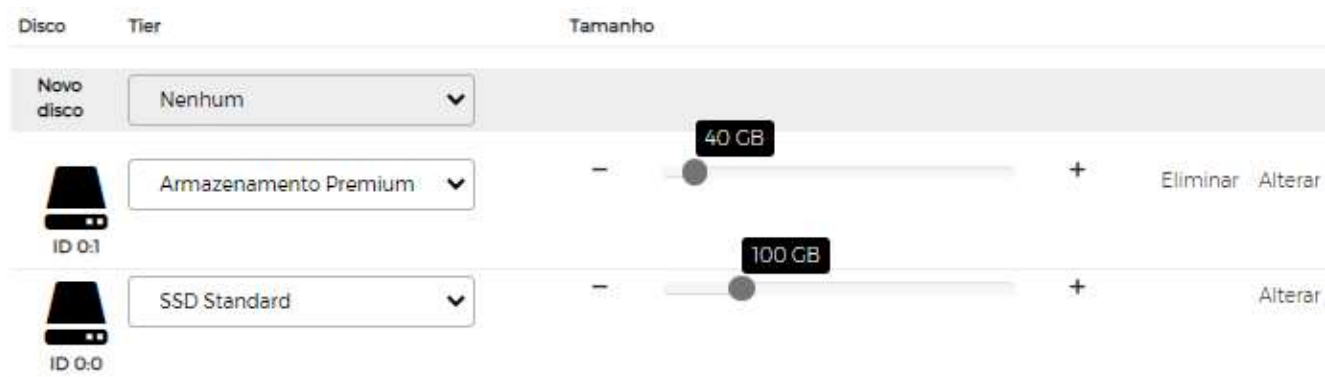 Disco Tier Tamanho
Novo
disco
Nenhum
40 GB
Armazenamento Premium
− +
Eliminar Alterar
ID 0:1
100 GB
SSD Standard
− +
Alterar
ID 0:0